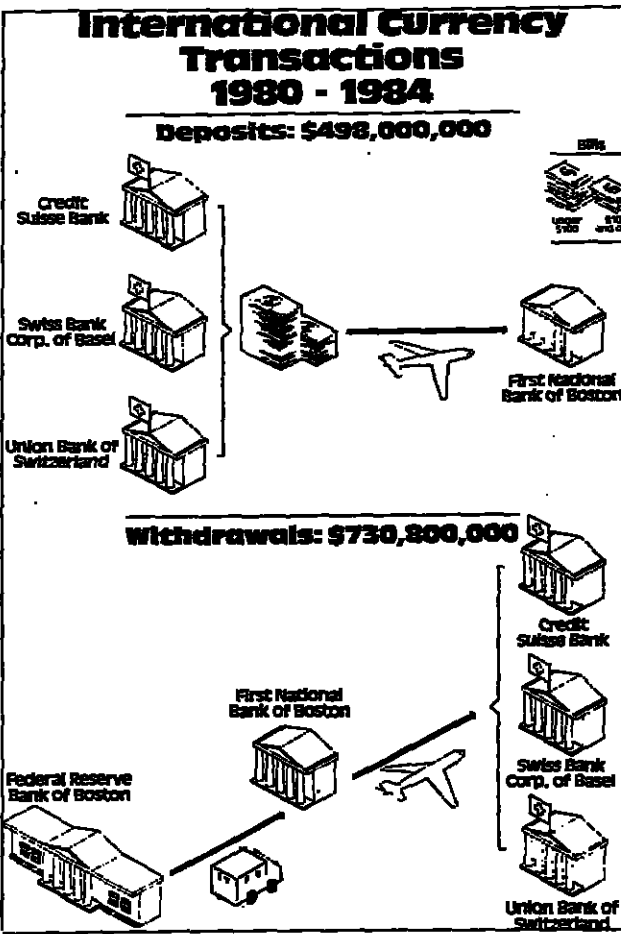 International Currency
Transactions
1980 - 1984
Deposits: $498,000,000
Bills
under
$100
Credit
Suisse Bank
Swiss Bank
Corp. of Basel
Union Bank of
Switzerland
First National
Bank of Boston
Withdrawals: $730,800,000
Credit
Suisse Bank
Swiss Bank
Corp. of Basel
Union Bank of
Switzerland
First National
Bank of Boston
Federal Reserve
Bank of Boston